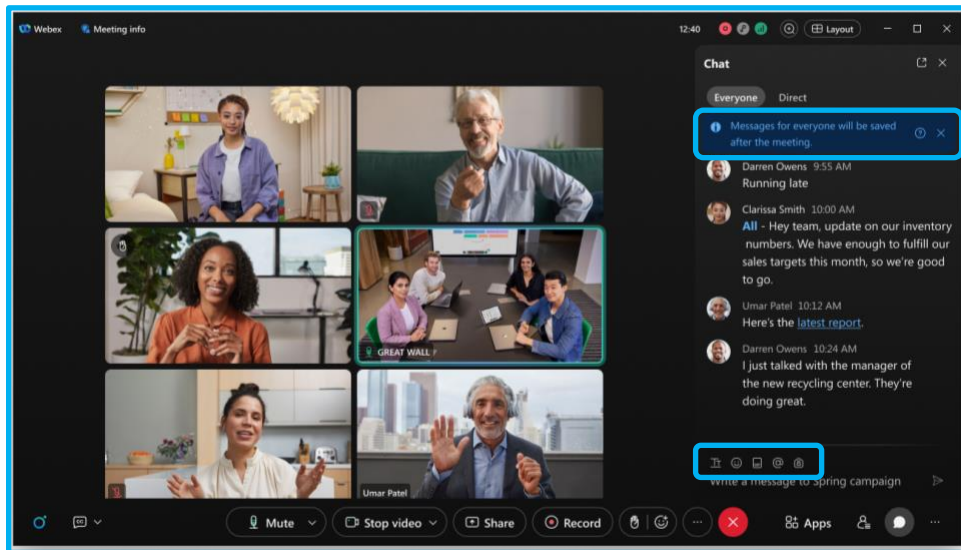 Webex Meeting info 12:40 Layout
Chat
Everyone Direct
Messages for everyone will be saved
after the meeting.
Darren Owens 9:55 AM
Running late
Clarissa Smith 10:00 AM
All - Hey team, update on our inventory
numbers. We have enough to fulfill our
sales targets this month, so we're good
to go.
Umar Patel 10:12 AM
Here's the latest report.
Darren Owens 10:24 AM
I just talked with the manager of
the new recycling center. They're
doing great.
GREAT WALL
Umar Patel
Write a message to Spring campaign
CC Mute Stop video Share Record Apps